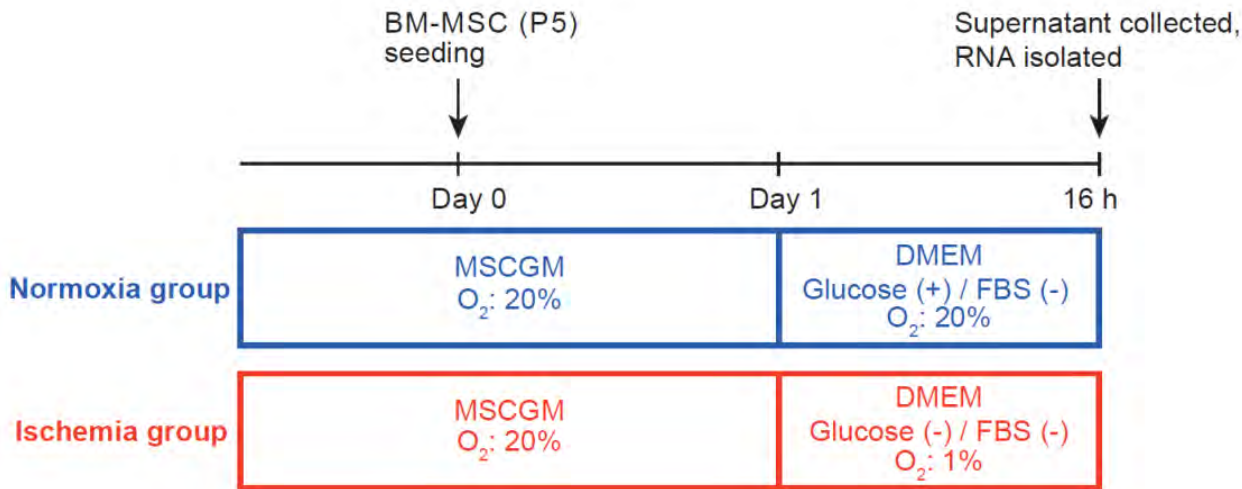 BM-MSC (P5)
seeding
Supernatant collected,
RNA isolated
Day 0
Day 1
16 h
Normoxia group
MSCGM
O₂: 20%
DMEM
Glucose (+) / FBS (-)
O₂: 20%
Ischemia group
MSCGM
O₂: 20%
DMEM
Glucose (-) / FBS (-)
O₂: 1%